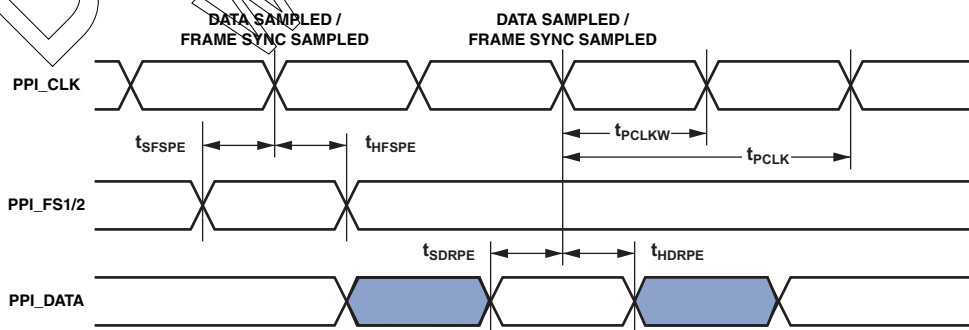 DATA SAMPLED /
FRAME SYNC SAMPLED
DATA SAMPLED /
FRAME SYNC SAMPLED
PPI_CLK
tSFSPE
tHFSPE
tPCLKW
tPCLK
PPI_FS1/2
tSDRPE
tHDRPE
PPI_DATA